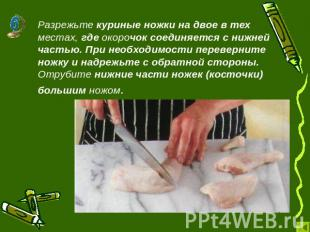 Разрежьте куриные ножки на двое в тех
местах, где окорочок соединяется с нижней
частью. При необходимости переверните
ножку и надрежьте с обратной стороны.
Отрубите нижние части ножек (косточки)
большим ножом.
PPt4WEB.ru